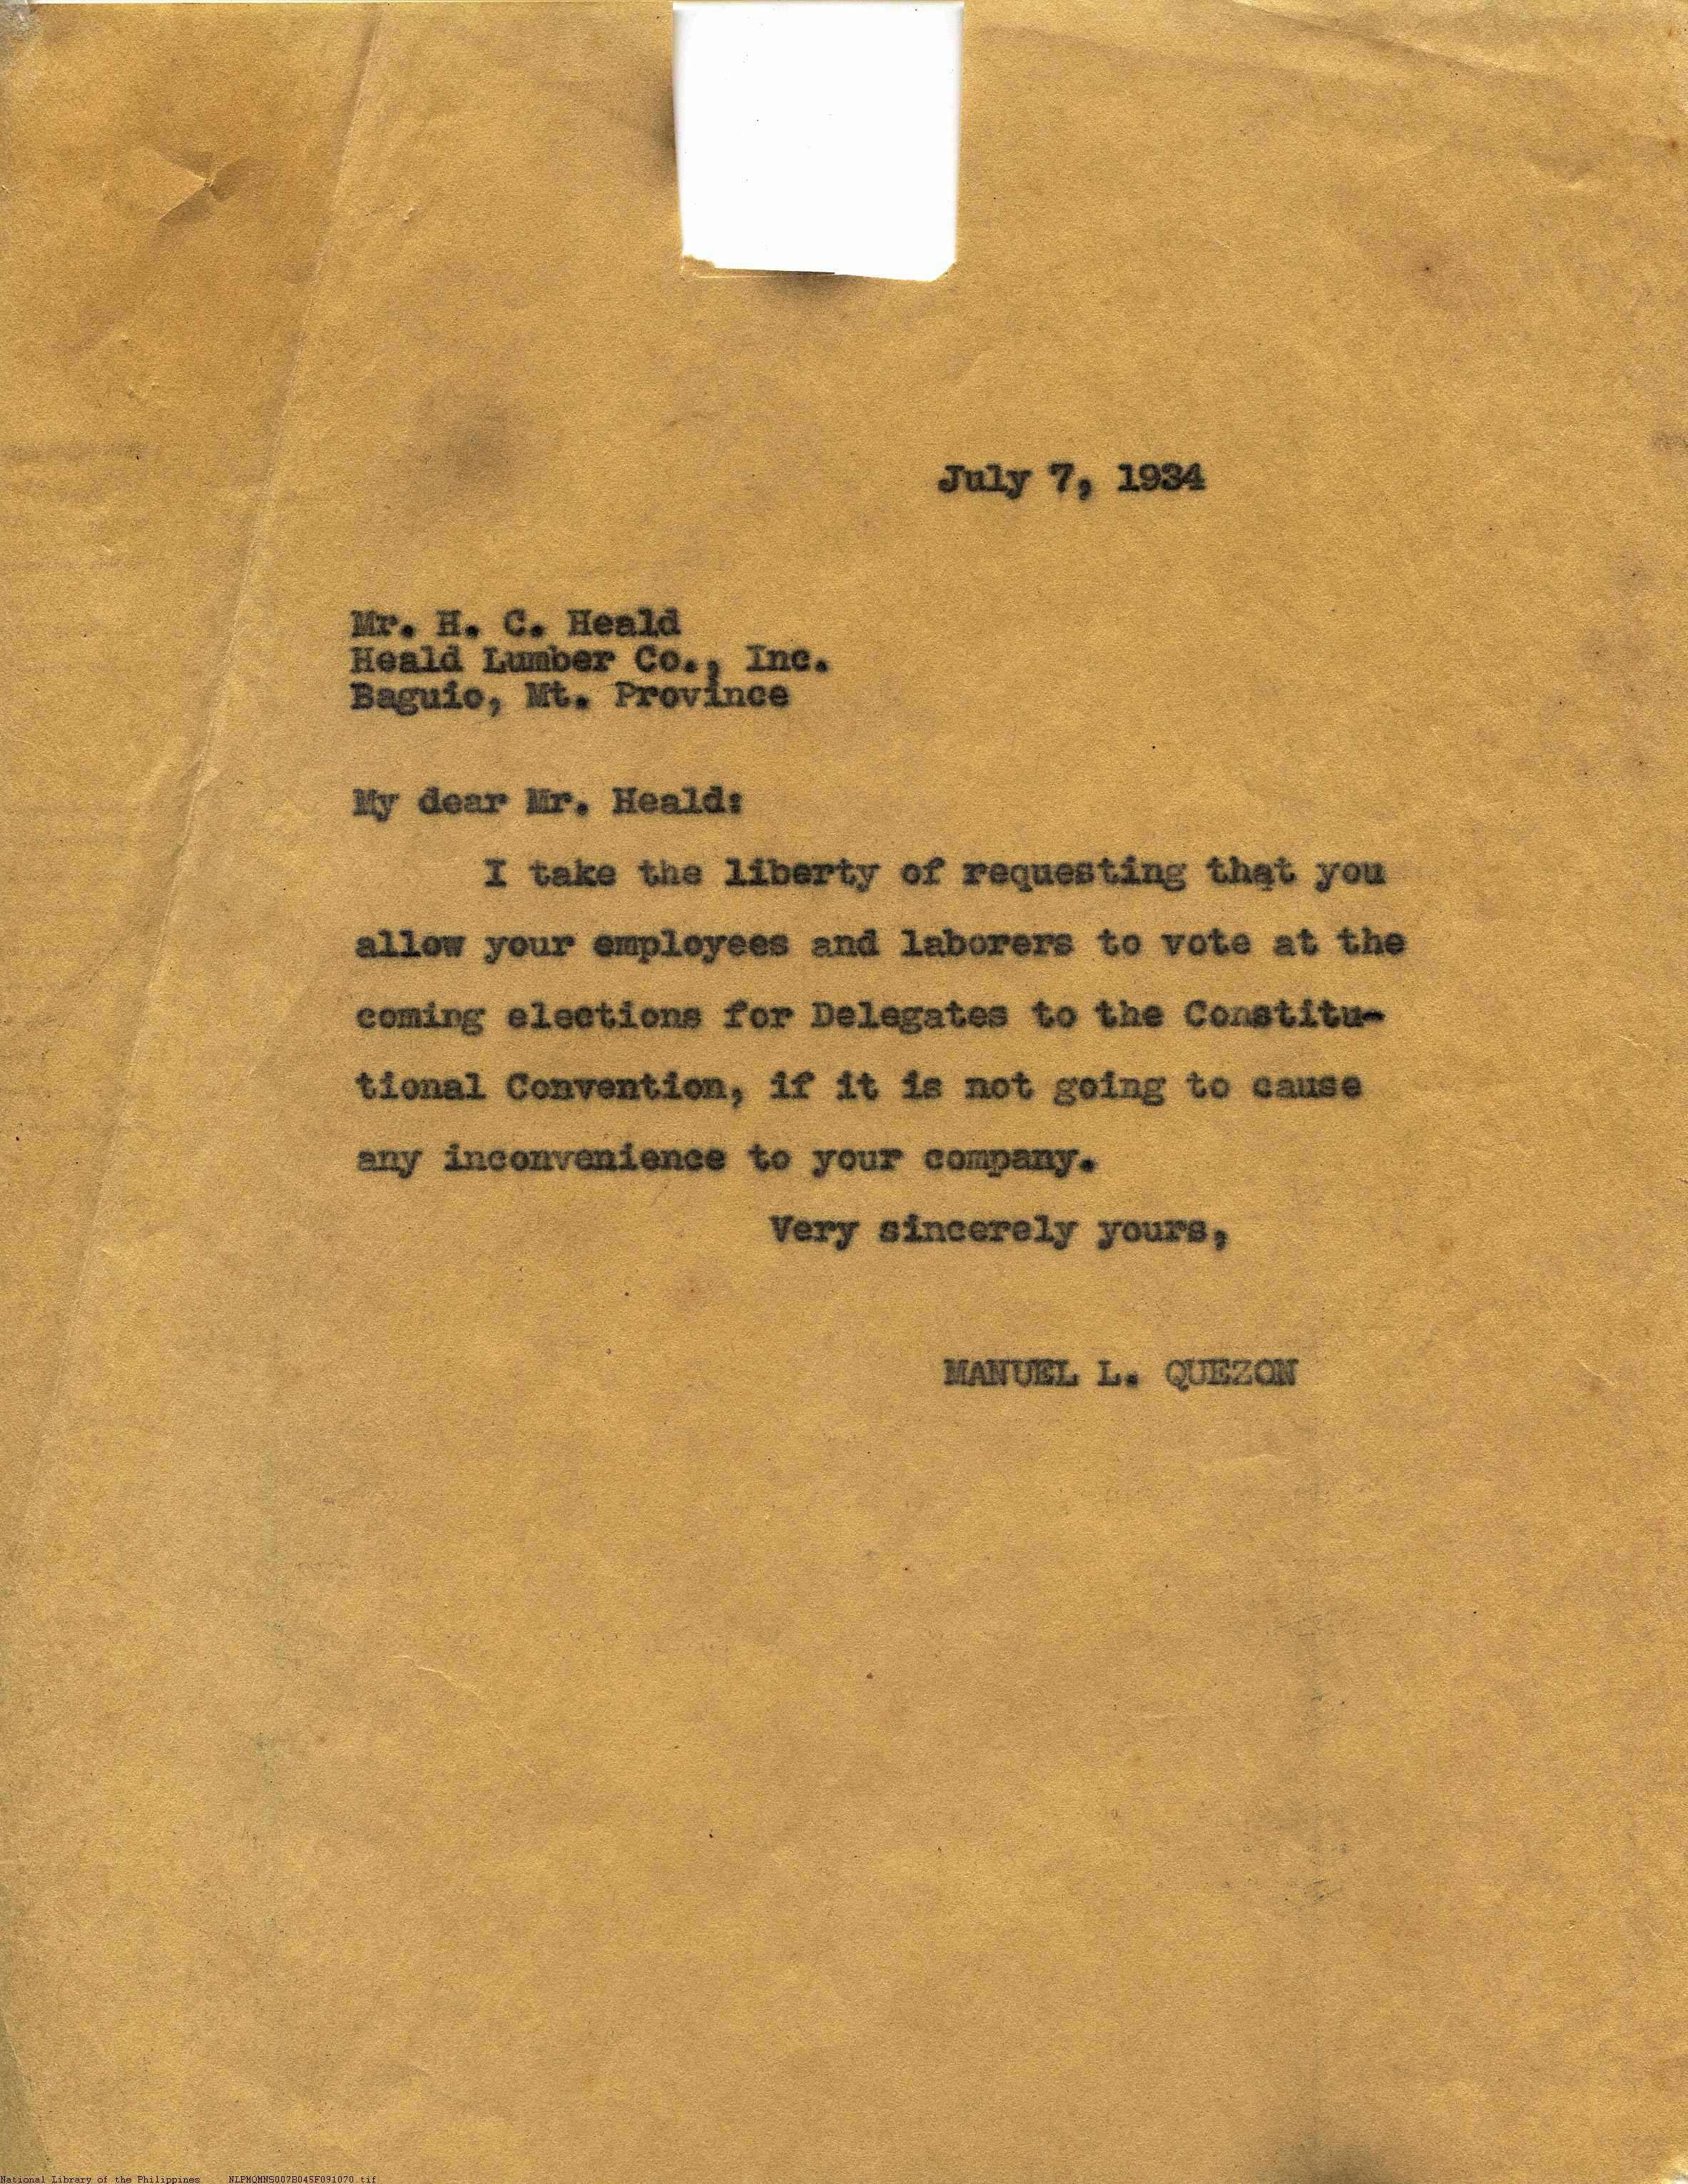 July 7, 1934
Mr. H. C. Heald
Heald Lumber Co., Inc.
Baguio, Mt. Province
My dear Mr. Heald:
I take the liberty of requesting that you
allow your employees and laborers to vote at the
coming elections for Delegates to the Constitu-
tional Convention, if it is not going to cause
any inconvenience to your company.
Very sincerely yours,
MANUEL L. QUEZON
National Library of the Philippines NLPMQMNS007B045F091070.tif